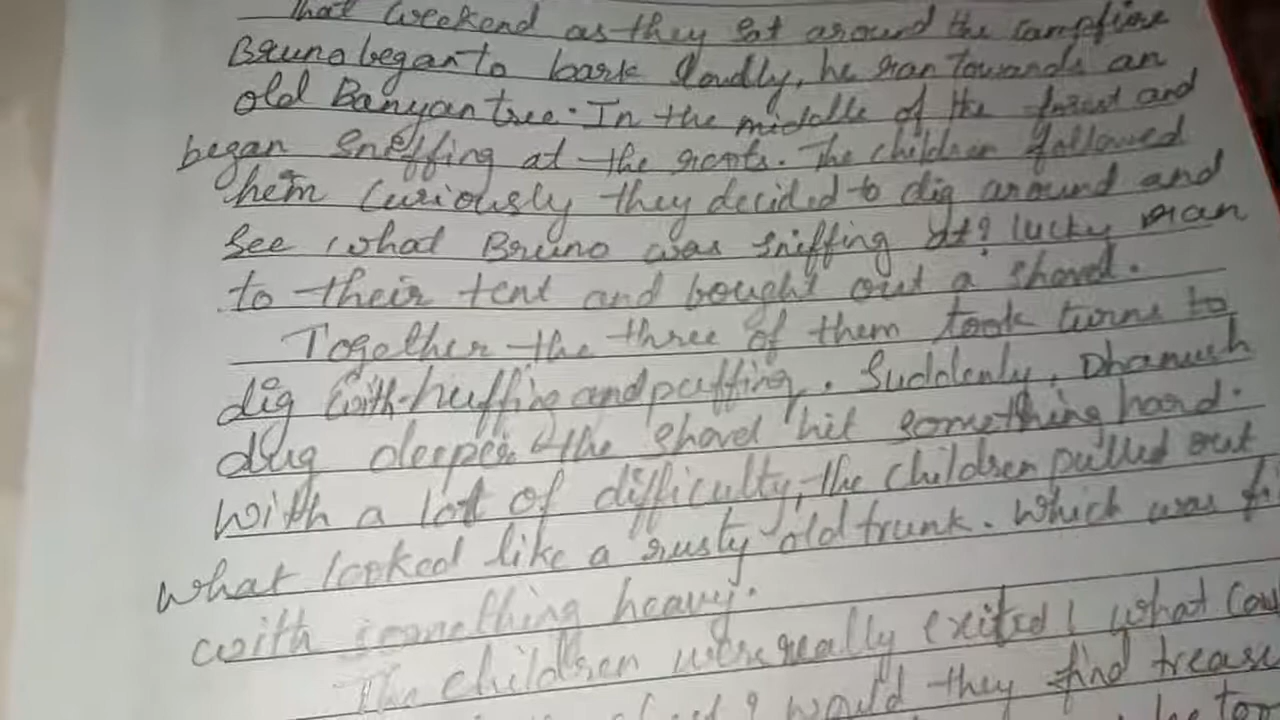 That weekend as they sat around the campfire
Bruno began to bark loudly, he ran towards an
old Banyan tree. In the middle of the forest and
began sneffing at the roots. The children followed
hem curiously they decided to dig around and
see what Bruno was sniffing at? lucky ran
to their tent and bought out a shovel.
Together the three of them took turns to
dig with huffing and puffing. Suddenly, Dhanush
dug deeper the shovel hit something hard.
with a lot of difficulty, the children pulled out
what looked like a rusty old trunk. Which was
with something heavy.
The children were really exited! what
would they find